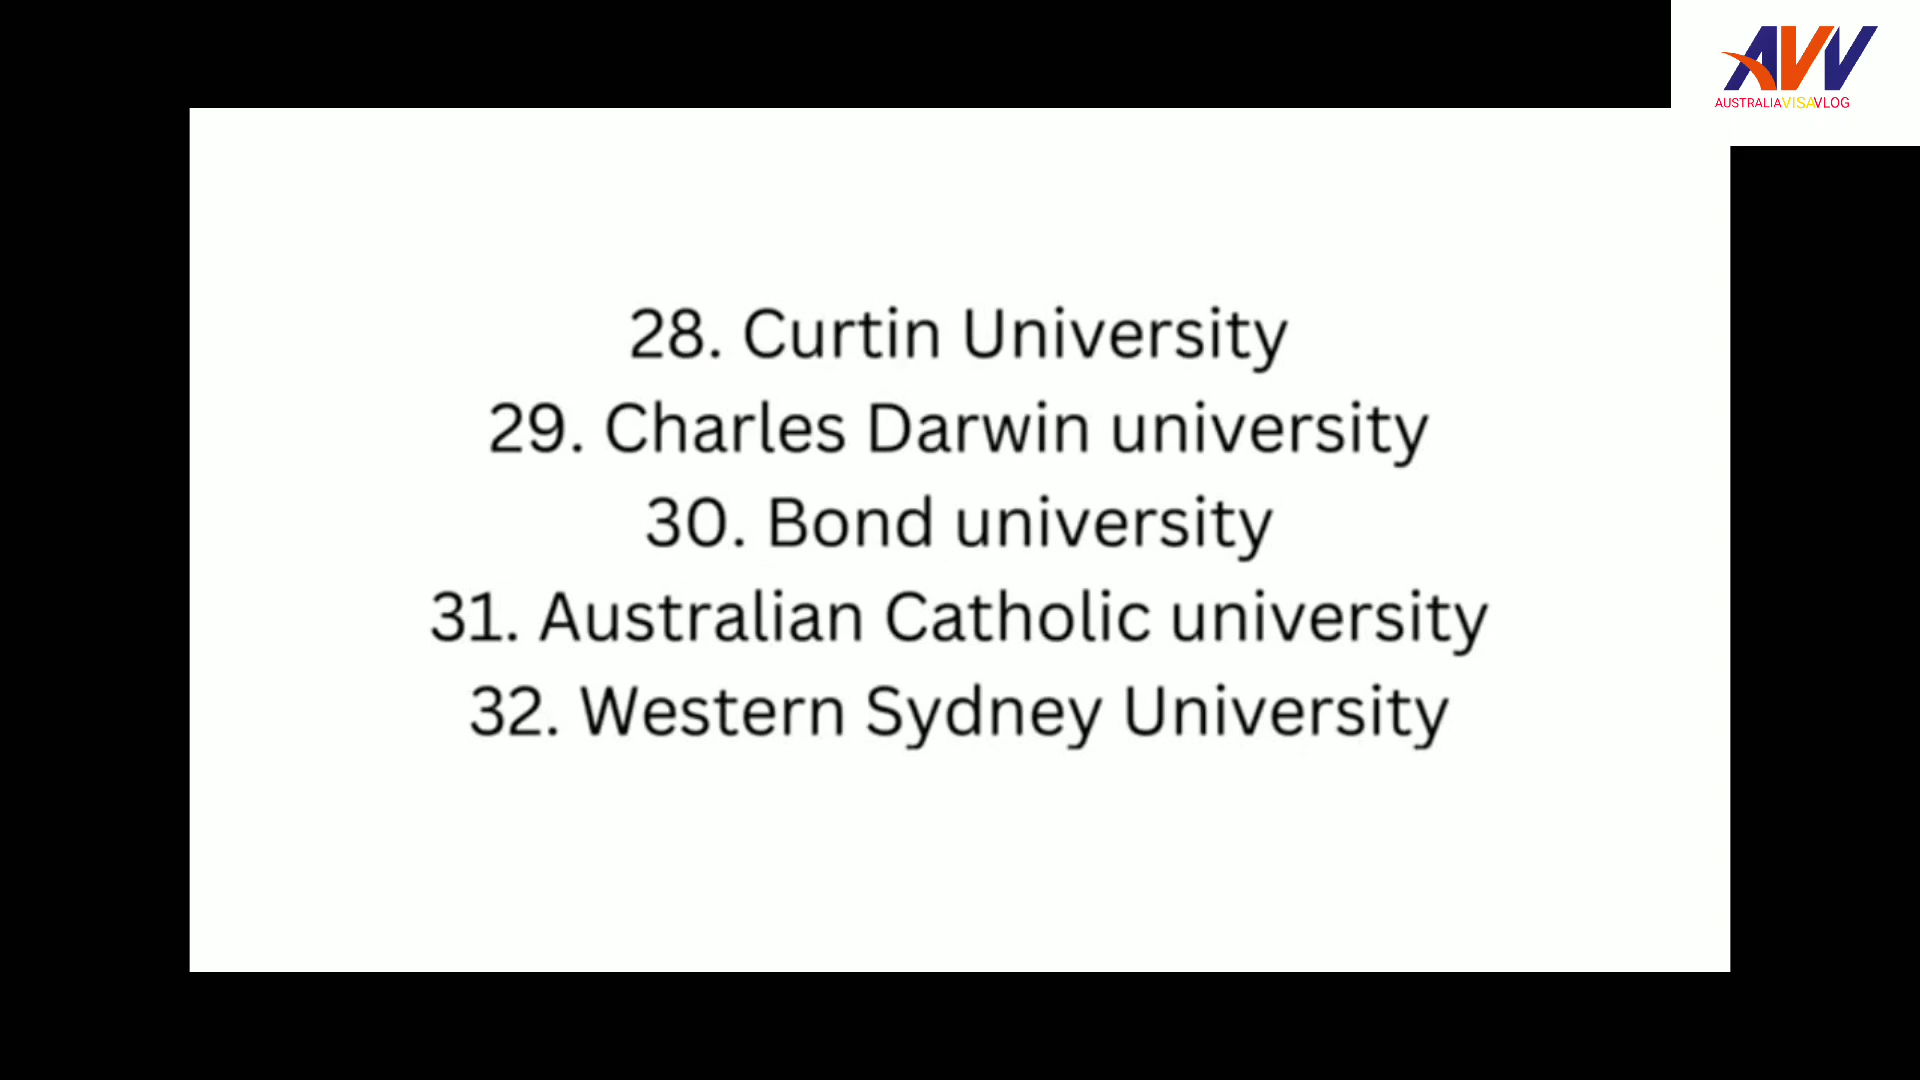 AVV
AUSTRALIAVISAVLOG
28. Curtin University
29. Charles Darwin university
30. Bond university
31. Australian Catholic university
32. Western Sydney University